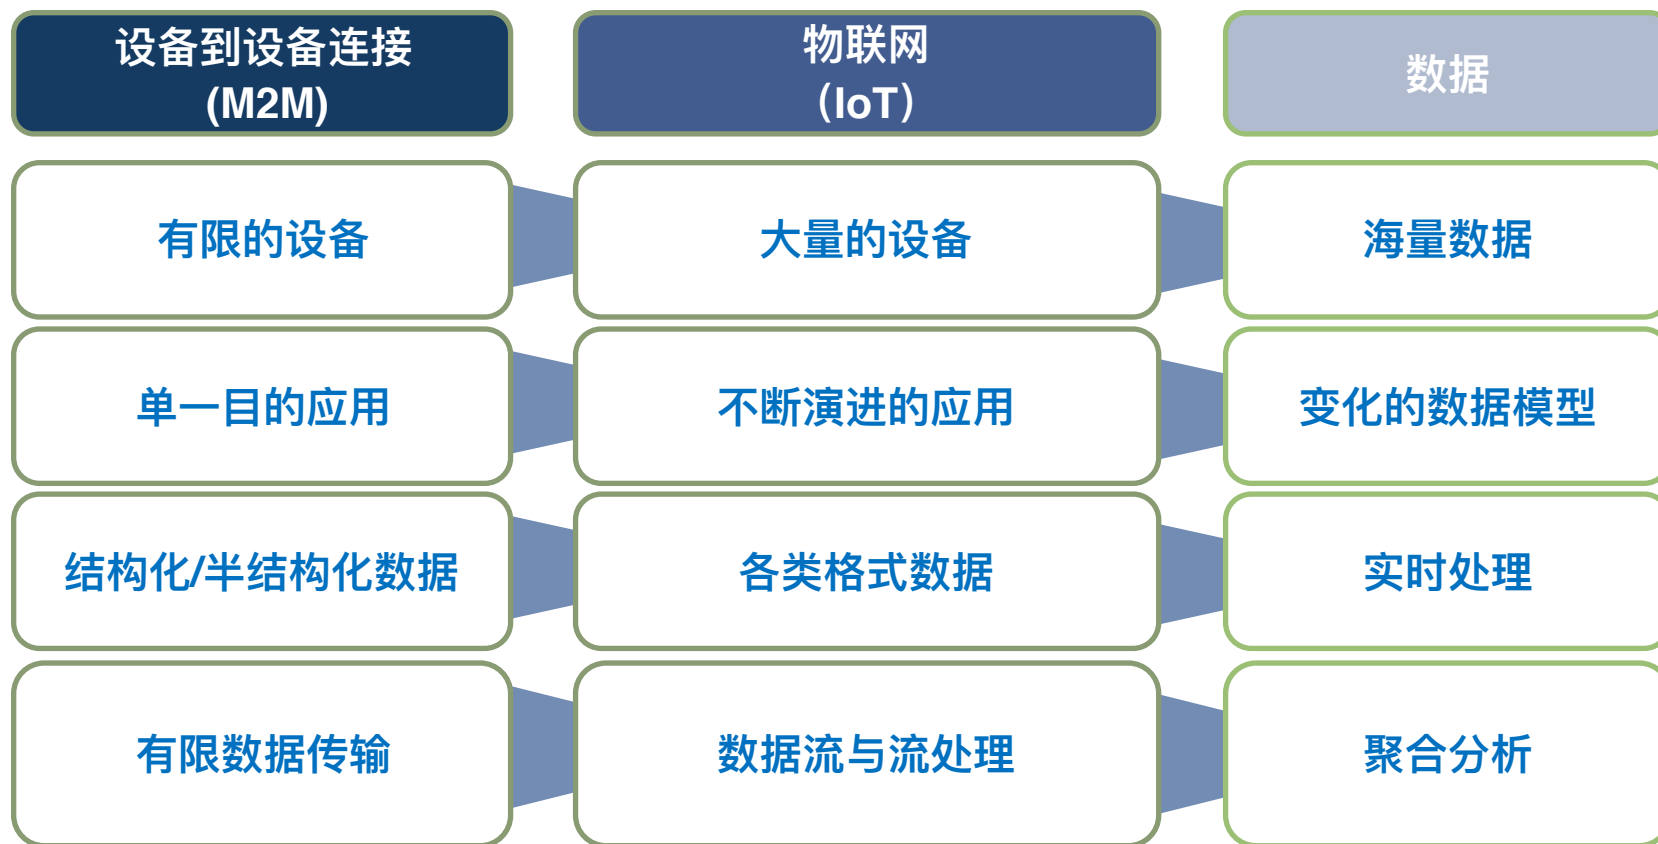 设备到设备连接
(M2M)
物联网
（IoT）
数据
有限的设备
大量的设备
海量数据
单一目的应用
不断演进的应用
变化的数据模型
结构化/半结构化数据
各类格式数据
实时处理
有限数据传输
数据流与流处理
聚合分析